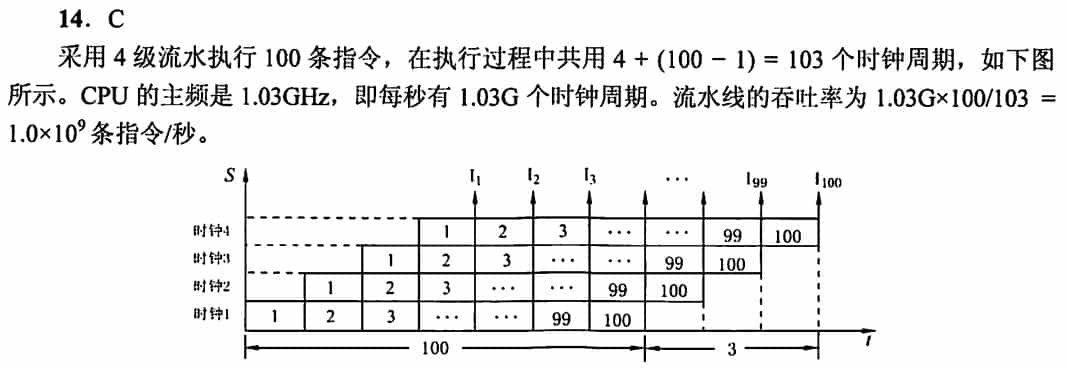 14．C
采用 4 级流水执行 100 条指令，在执行过程中共用 4 + (100 − 1) = 103 个时钟周期，如下图
所示。CPU 的主频是 1.03GHz，即每秒有 1.03G 个时钟周期。流水线的吞吐率为 1.03G×100/103 =
1.0×10⁹ 条指令/秒。
S I₁ I₂ I₃ ··· I₉₉ I₁₀₀
时钟4 1 2 3 ··· ··· 99 100
时钟3 1 2 3 ··· ··· 99 100
时钟2 1 2 3 ··· ··· 99 100
时钟1 1 2 3 ··· ··· 99 100
t
100 3